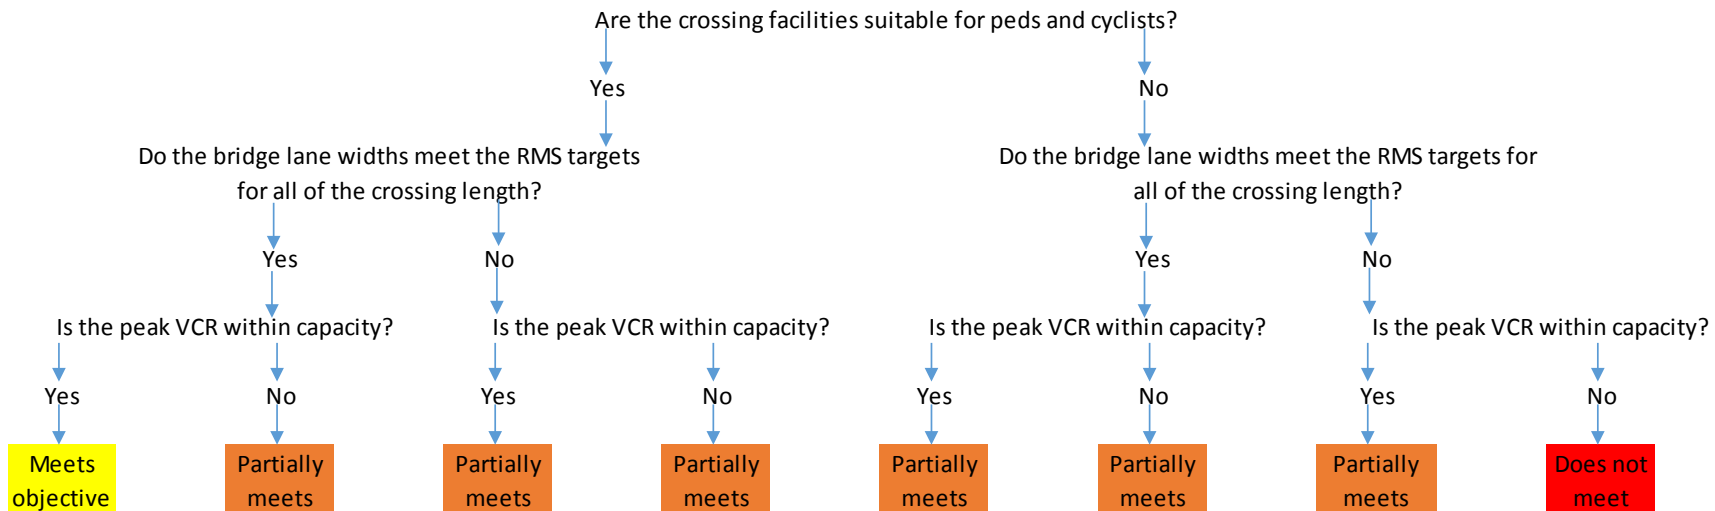 Are the crossing facilities suitable for peds and cyclists?
Yes
No
Do the bridge lane widths meet the RMS targets
for all of the crossing length?
Do the bridge lane widths meet the RMS targets for
all of the crossing length?
Yes
No
Yes
No
Is the peak VCR within capacity?
Is the peak VCR within capacity?
Is the peak VCR within capacity?
Is the peak VCR within capacity?
Yes
No
Yes
No
Yes
No
Yes
No
Meets
objective
Partially
meets
Partially
meets
Partially
meets
Partially
meets
Partially
meets
Partially
meets
Does not
meet